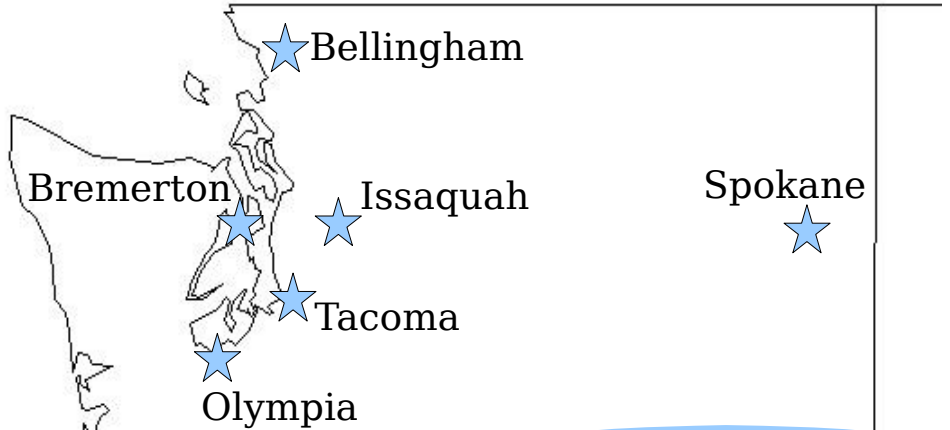 Bellingham
Bremerton
Issaquah
Spokane
Tacoma
Olympia